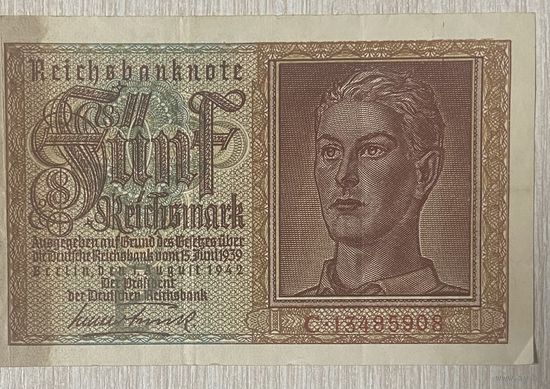 Reichsbanknote
Fünf
Reichsmark
Ausgegeben auf Grund des Gesetzes über
die Deutsche Reichsbank vom 15. Juni 1939
Berlin, den 1. August 1942
Der Präsident
der Deutschen Reichsbank
C·13485908